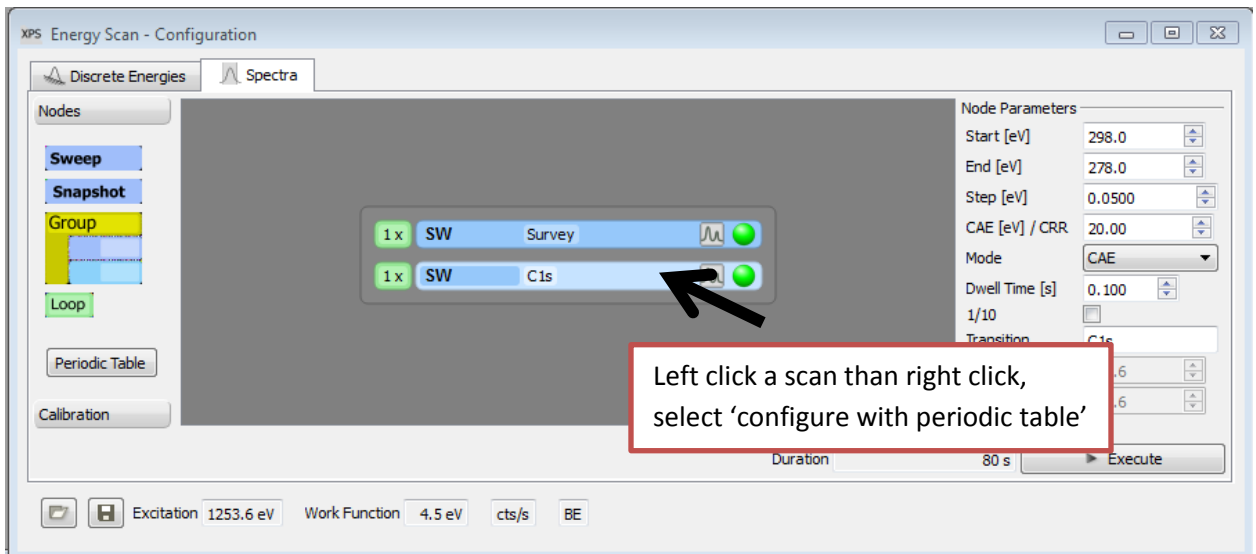 XPS Energy Scan - Configuration
Discrete Energies Spectra
Nodes
Sweep
Snapshot
Group
Loop
Periodic Table
Calibration
1 x SW Survey
1 x SW C1s
Node Parameters
Start [eV] 298.0
End [eV] 278.0
Step [eV] 0.0500
CAE [eV] / CRR 20.00
Mode CAE
Dwell Time [s] 0.100
1/10
Transition C1s
.6
.6
Left click a scan than right click,
select ‘configure with periodic table’
Duration 80 s Execute
Excitation 1253.6 eV Work Function 4.5 eV cts/s BE